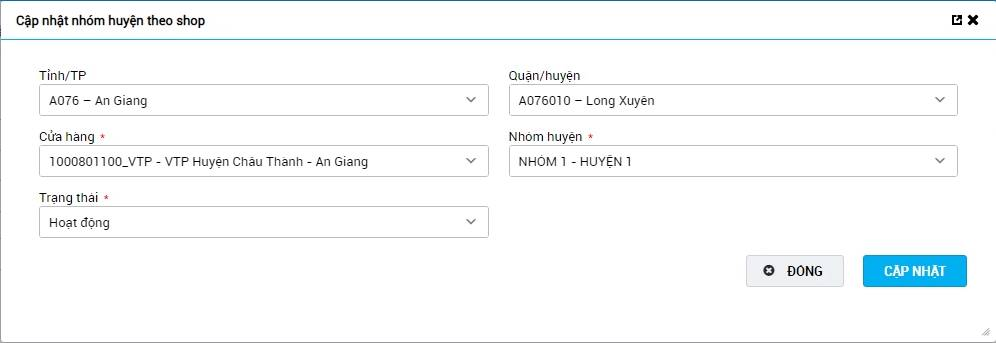 Cập nhật nhóm huyện theo shop
Tỉnh/TP
Quận/huyện
A076 – An Giang
A076010 – Long Xuyên
Cửa hàng *
Nhóm huyện *
1000801100_VTP - VTP Huyện Châu Thành - An Giang
NHÓM 1 - HUYỆN 1
Trạng thái *
Hoạt động
ĐÓNG
CẬP NHẬT